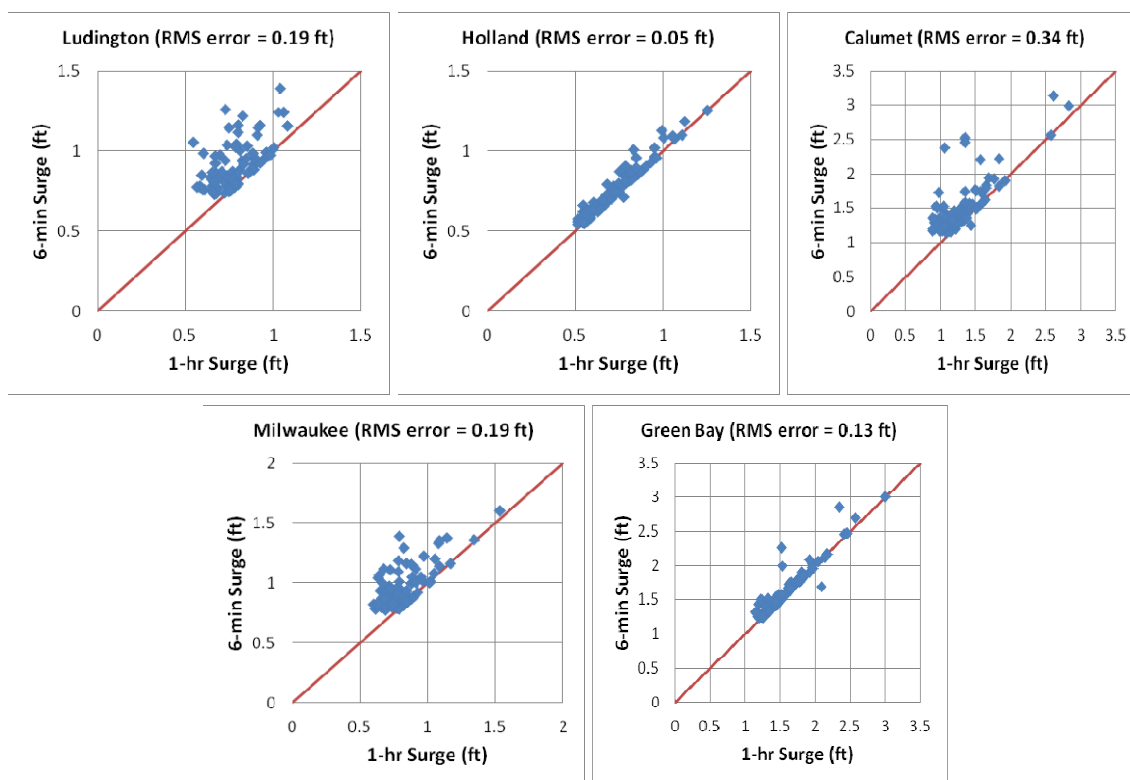 Ludington (RMS error = 0.19 ft)
1.5
1
0.5
0
0 0.5 1 1.5
6-min Surge (ft)
1-hr Surge (ft)
Holland (RMS error = 0.05 ft)
1.5
1
0.5
0
0 0.5 1 1.5
6-min Surge (ft)
1-hr Surge (ft)
Calumet (RMS error = 0.34 ft)
3.5
3
2.5
2
1.5
1
0.5
0
0 0.5 1 1.5 2 2.5 3 3.5
6-min Surge (ft)
1-hr Surge (ft)
Milwaukee (RMS error = 0.19 ft)
2
1.5
1
0.5
0
0 0.5 1 1.5 2
6-min Surge (ft)
1-hr Surge (ft)
Green Bay (RMS error = 0.13 ft)
3.5
3
2.5
2
1.5
1
0.5
0
0 0.5 1 1.5 2 2.5 3 3.5
6-min Surge (ft)
1-hr Surge (ft)